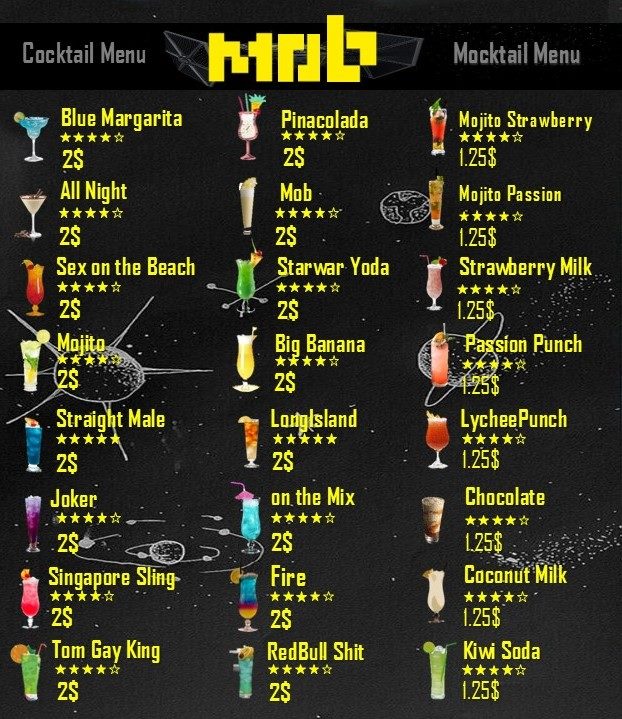 Cocktail Menu
Mob
Mocktail Menu
Blue Margarita
★★★★☆
2$
All Night
★★★★☆
2$
Sex on the Beach
★★★★☆
2$
Mojito
★★★★☆
2$
Straight Male
★★★★★
2$
Joker
★★★★☆
2$
Singapore Sling
★★★★☆
2$
Tom Gay King
★★★★☆
2$
Pinacolada
★★★★☆
2$
Mob
★★★★☆
2$
Starwar Yoda
★★★★☆
2$
Big Banana
★★★★☆
2$
LongIsland
★★★★★
2$
on the Mix
★★★★☆
2$
Fire
★★★★☆
2$
RedBull Shit
★★★★☆
2$
Mojito Strawberry
★★★★☆
1.25$
Mojito Passion
★★★★☆
1.25$
Strawberry Milk
★★★★☆
1.25$
Passion Punch
★★★★☆
1.25$
LycheePunch
★★★★☆
1.25$
Chocolate
★★★★☆
1.25$
Coconut Milk
★★★★☆
1.25$
Kiwi Soda
★★★★☆
1.25$